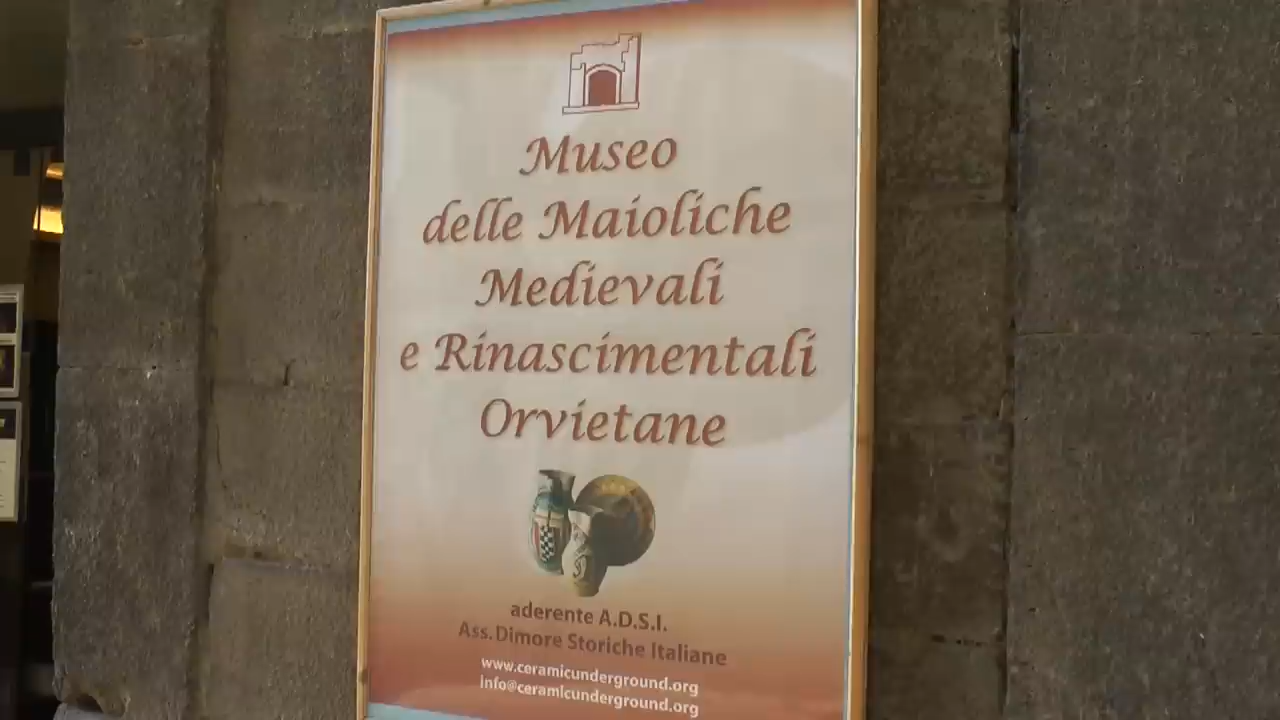 Museo
delle Maioliche
Medievali
e Rinascimentali
Orvietane
aderente A.D.S.I.
Ass. Dimore Storiche Italiane
www.ceramicunderground.org
info@ceramicunderground.org